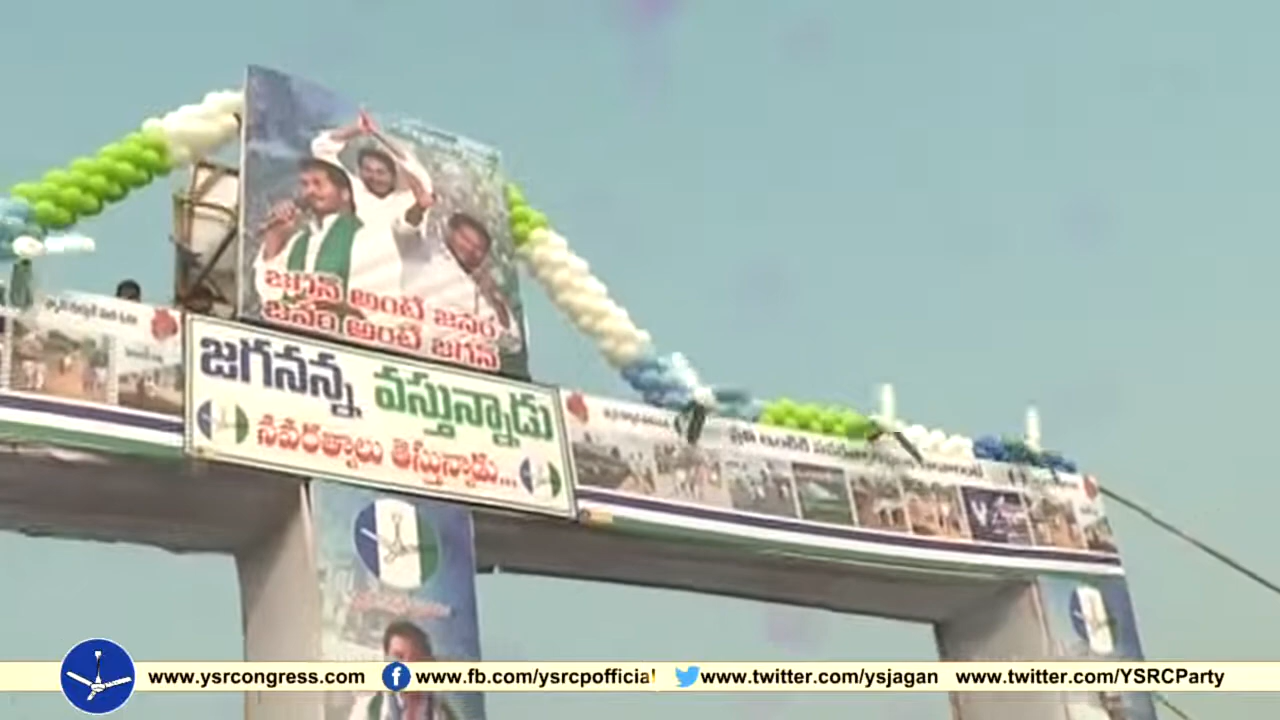 జగన్ అంటే జనం
జనం అంటే జగన్
జగనన్న వస్తున్నాడు
నవరత్నాలు తెస్తున్నాడు...
www.ysrcongress.com
www.fb.com/ysrcpofficial
www.twitter.com/ysjagan
www.twitter.com/YSRCParty